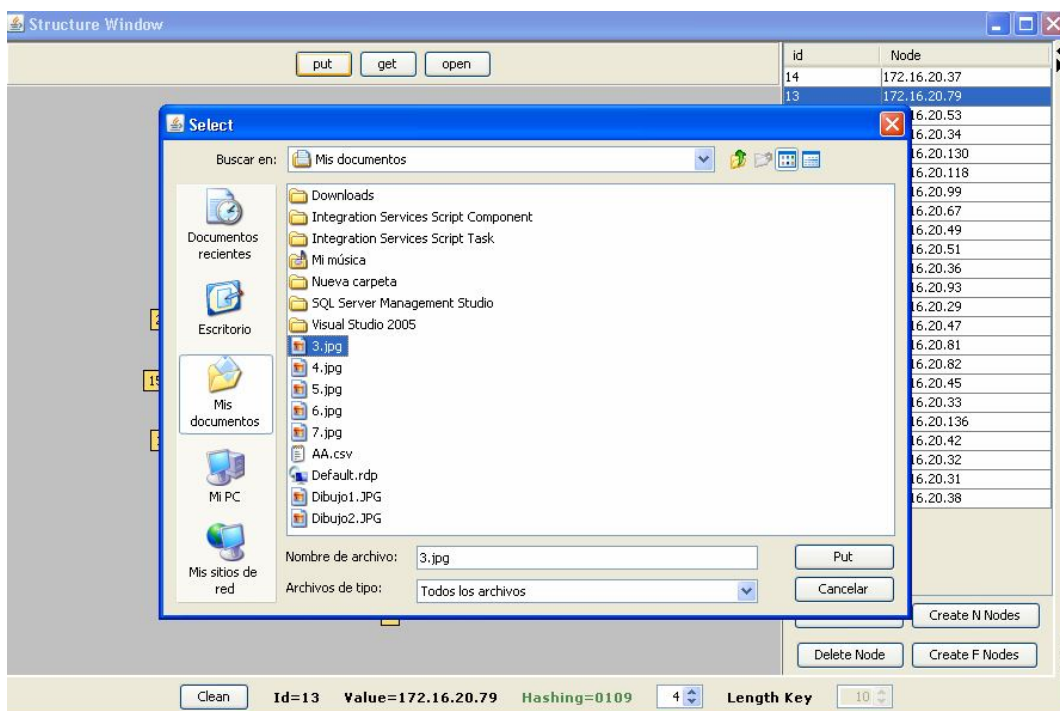 Structure Window
put get open
id Node
14 172.16.20.37
13 172.16.20.79
16.20.53
Select
16.20.34
Buscar en: Mis documentos
16.20.130
16.20.118
Downloads
16.20.99
Integration Services Script Component
16.20.67
Integration Services Script Task
16.20.49
Documentos recientes
Mi música
16.20.51
Nueva carpeta
16.20.36
SQL Server Management Studio
16.20.93
Visual Studio 2005
16.20.29
Escritorio
3.jpg
16.20.47
4.jpg
16.20.81
5.jpg
16.20.82
15
6.jpg
16.20.45
Mis documentos
7.jpg
16.20.33
AA.csv
16.20.136
Default.rdp
16.20.42
Mi PC
Dibujo1.JPG
16.20.32
Dibujo2.JPG
16.20.31
16.20.38
Nombre de archivo: 3.jpg Put
Mis sitios de red
Archivos de tipo: Todos los archivos Cancelar
Create N Nodes
Delete Node Create F Nodes
Clean Id=13 Value=172.16.20.79 Hashing=0109 4 Length Key 10